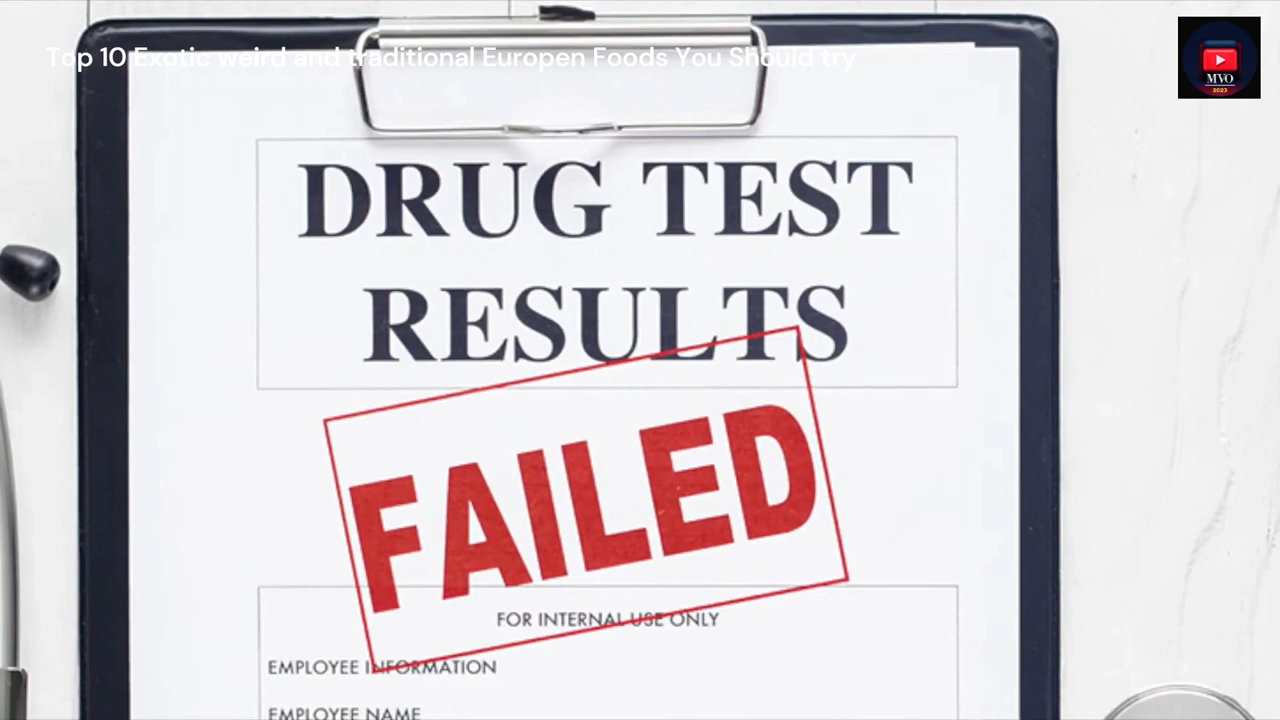 Top 10 Exotic weird and traditional Europen Foods You Should try
MVO
2023
DRUG TEST
RESULTS
FAILED
FOR INTERNAL USE ONLY
EMPLOYEE INFORMATION
EMPLOYEE NAME